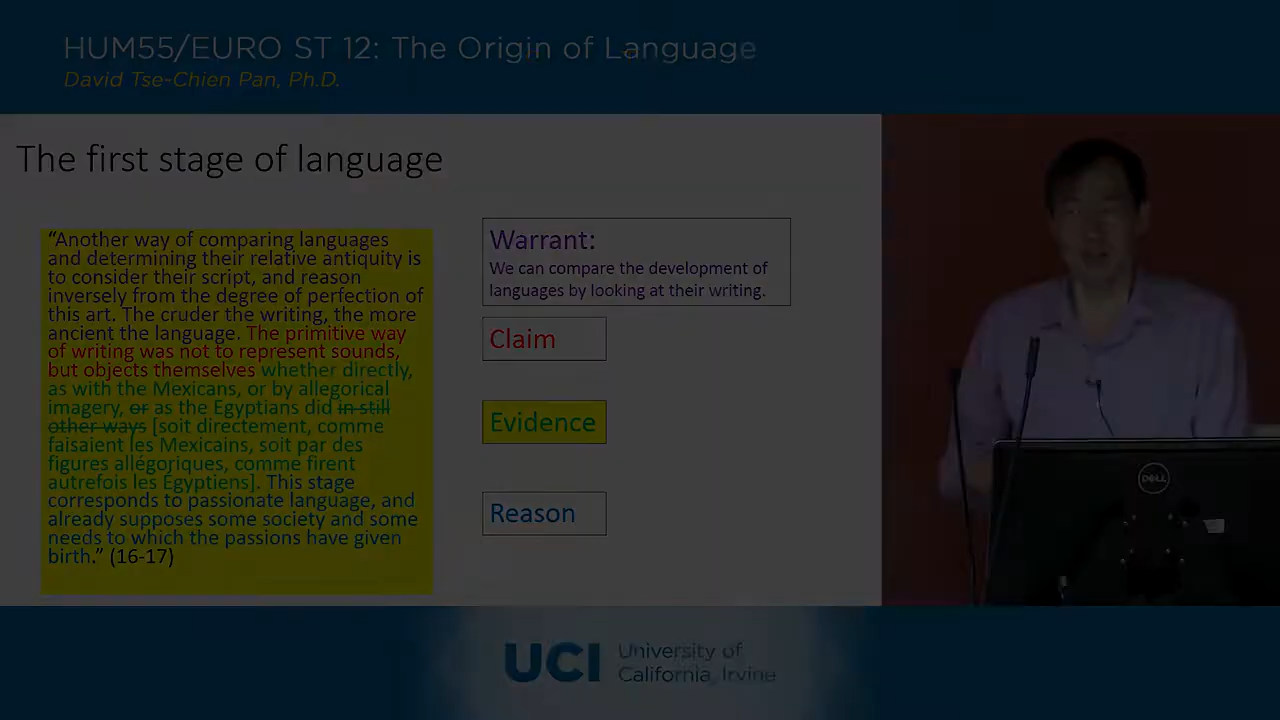 HUM55/EURO ST 12: The Origin of Language
David Tse-Chien Pan, Ph.D.
The first stage of language
“Another way of comparing languages
and determining their relative antiquity is
to consider their script, and reason
inversely from the degree of perfection of
this art. The cruder the writing, the more
ancient the language. The primitive way
of writing was not to represent sounds,
but objects themselves whether directly,
as with the Mexicans, or by allegorical
imagery, or as the Egyptians did in still
other ways [soit directement, comme
faisaient les Mexicains, soit par des
figures allégoriques, comme firent
autrefois les Égyptiens]. This stage
corresponds to passionate language, and
already supposes some society and some
needs to which the passions have given
birth.” (16-17)
Warrant:
We can compare the development of
languages by looking at their writing.
Claim
Evidence
Reason
DELL
UCI University of
California, Irvine